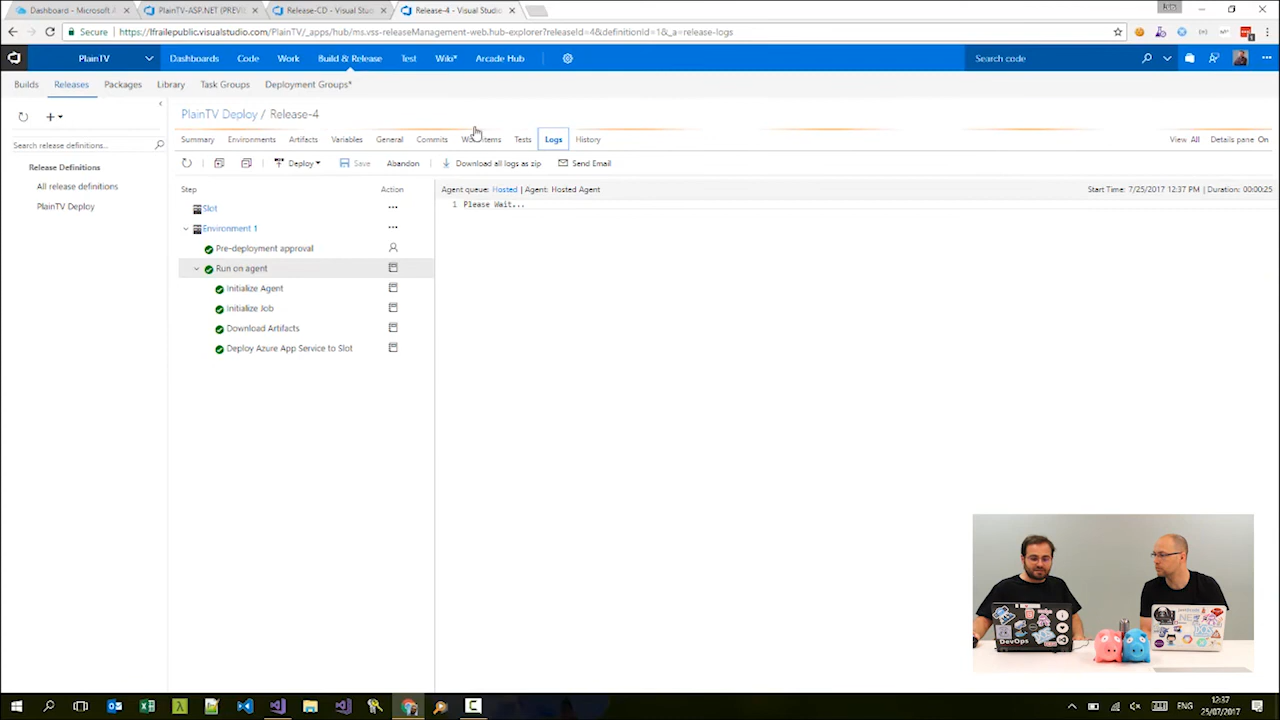 Dashboard - Microsoft A
PlainTV-ASP.NET (PREVI
Release-CD - Visual Studi
Release-4 - Visual Studio
Secure
https://lfrailepublic.visualstudio.com/PlainTV/_apps/hub/ms.vss-releaseManagement-web.hub-explorer?releaseId=4&definitionId=1&_a=release-logs
PlainTV
Dashboards
Code
Work
Build & Release
Test
Wiki*
Arcade Hub
Search code
Builds
Releases
Packages
Library
Task Groups
Deployment Groups*
PlainTV Deploy / Release-4
Search release definitions...
Summary
Environments
Artifacts
Variables
General
Commits
Tests
Logs
History
View All
Details pane On
Release Definitions
All release definitions
PlainTV Deploy
Deploy
Save
Abandon
Download all logs as zip
Send Email
Step
Action
Agent queue: Hosted | Agent: Hosted Agent
Start Time: 7/25/2017 12:37 PM | Duration: 00:00:25
1 Please Wait...
Slot
Environment 1
Pre-deployment approval
Run on agent
Initialize Agent
Initialize Job
Download Artifacts
Deploy Azure App Service to Slot
DevOps
ENG
12:37
25/07/2017